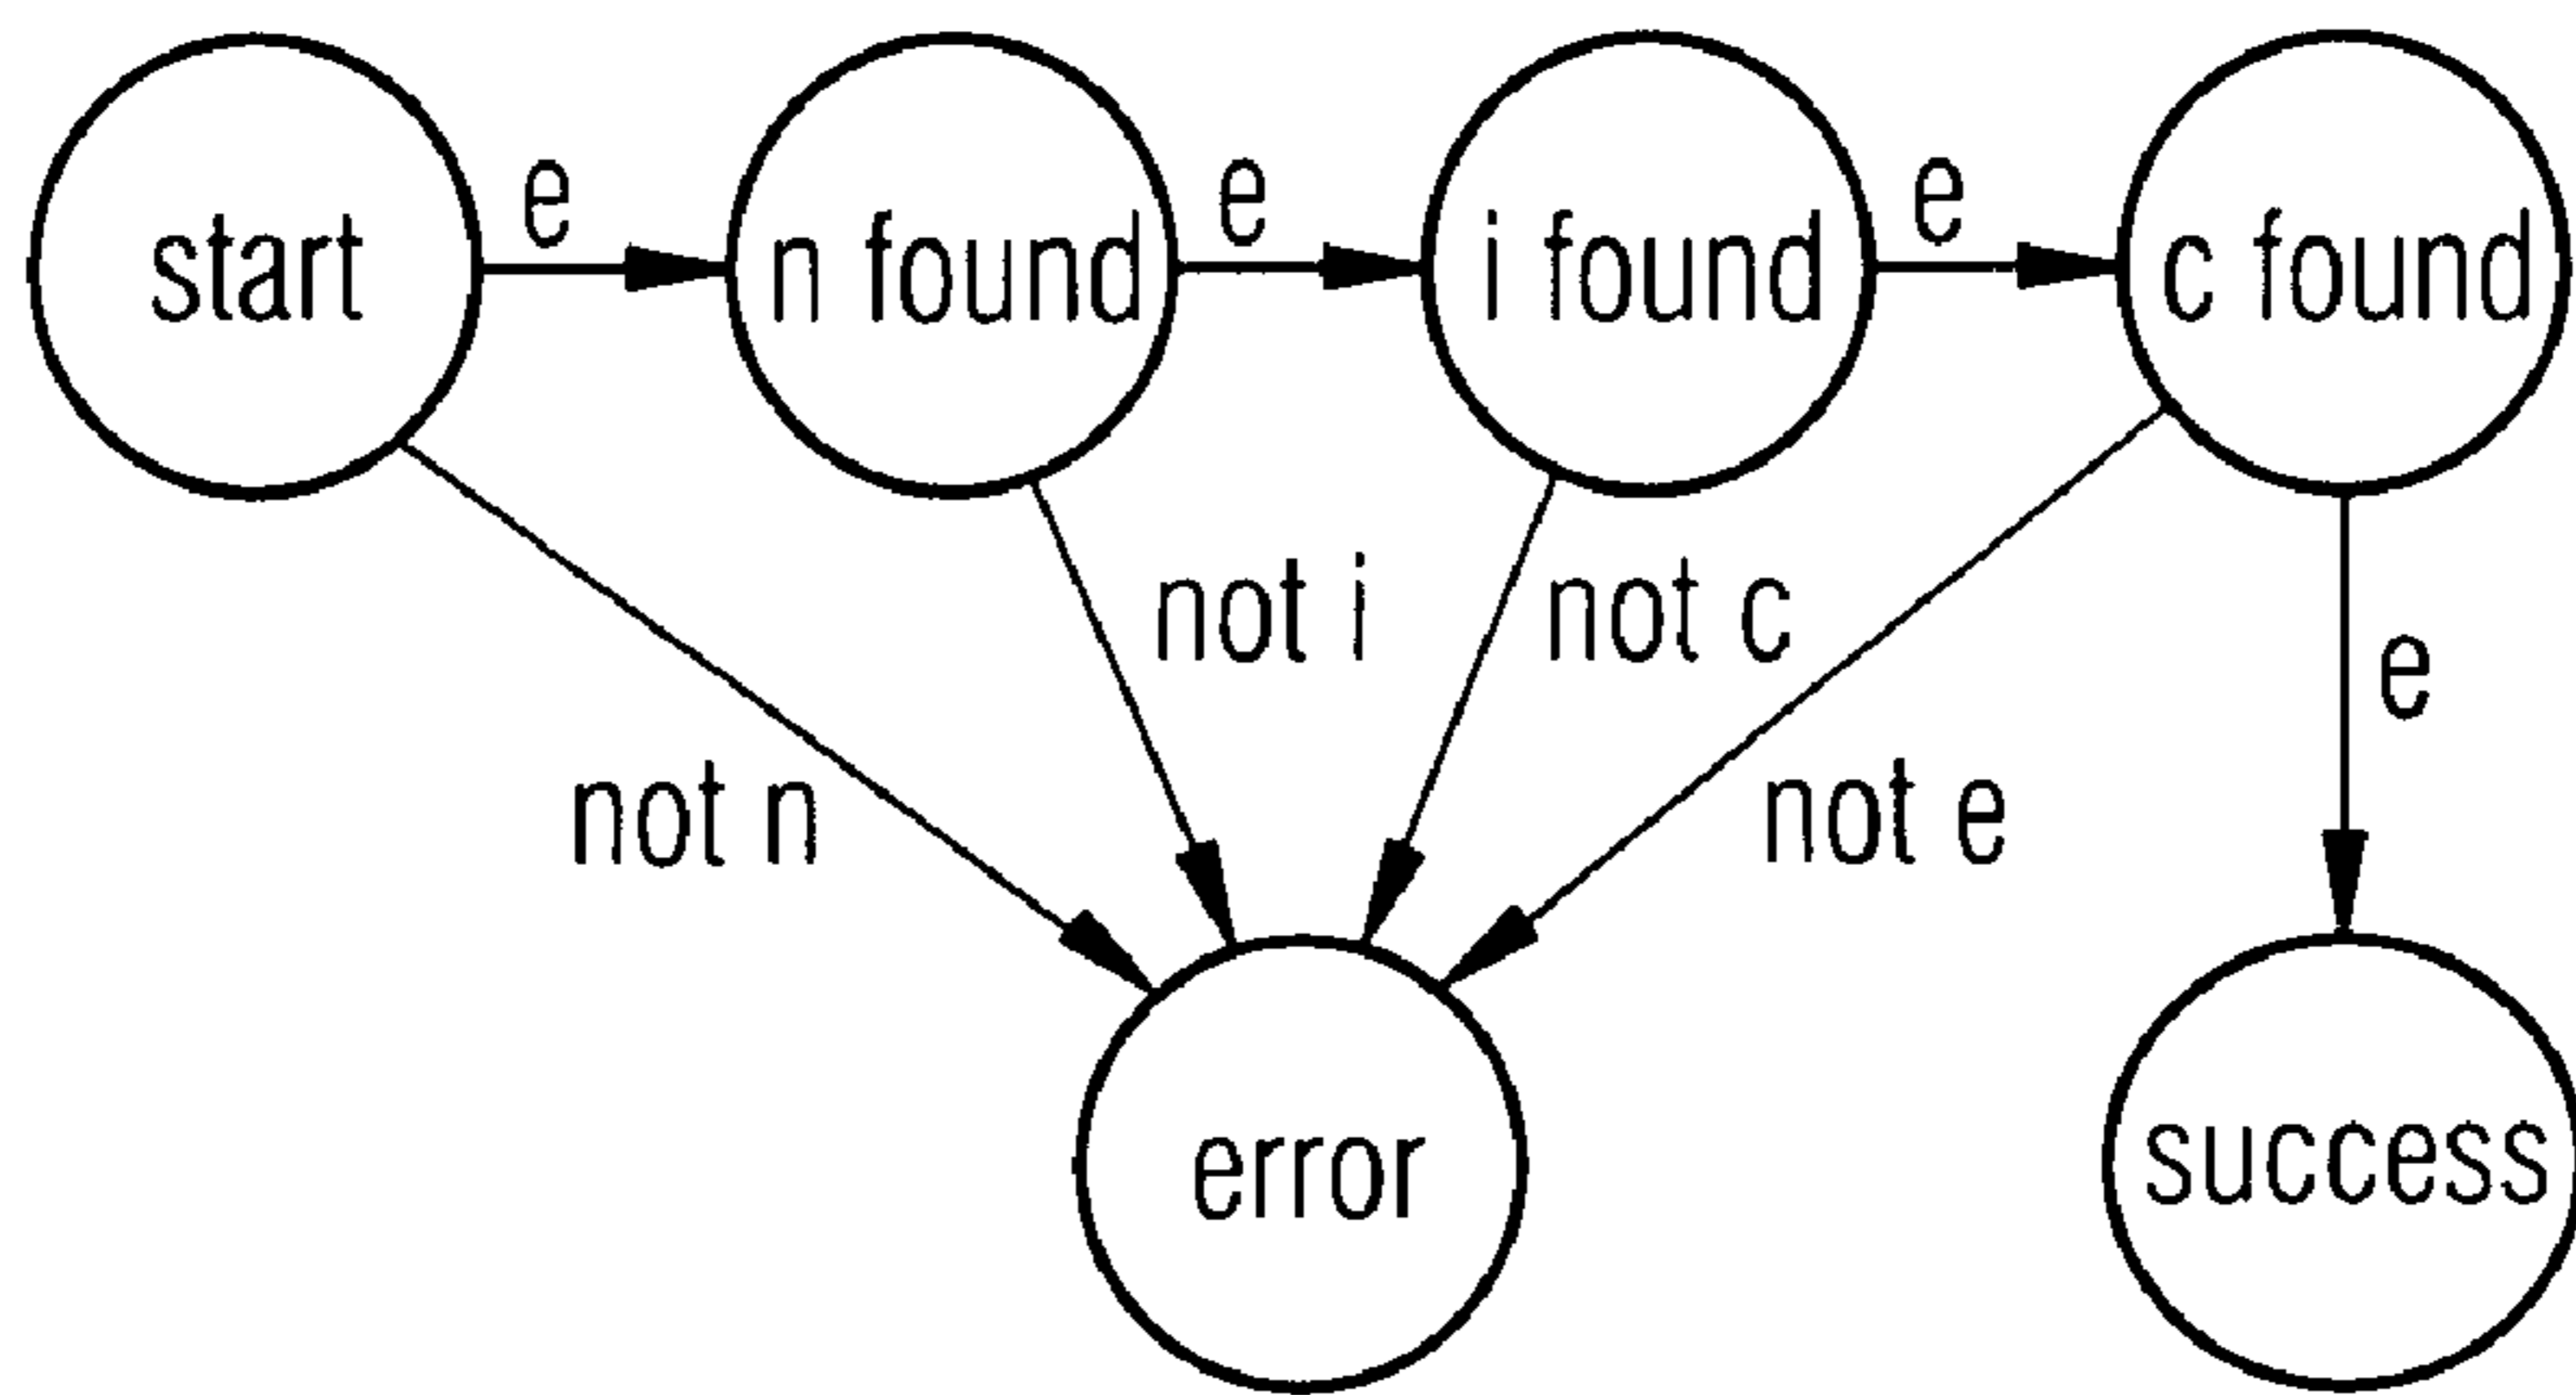 e
e
e
start
n found
i found
c found
not i
not c
e
not n
not e
error
success